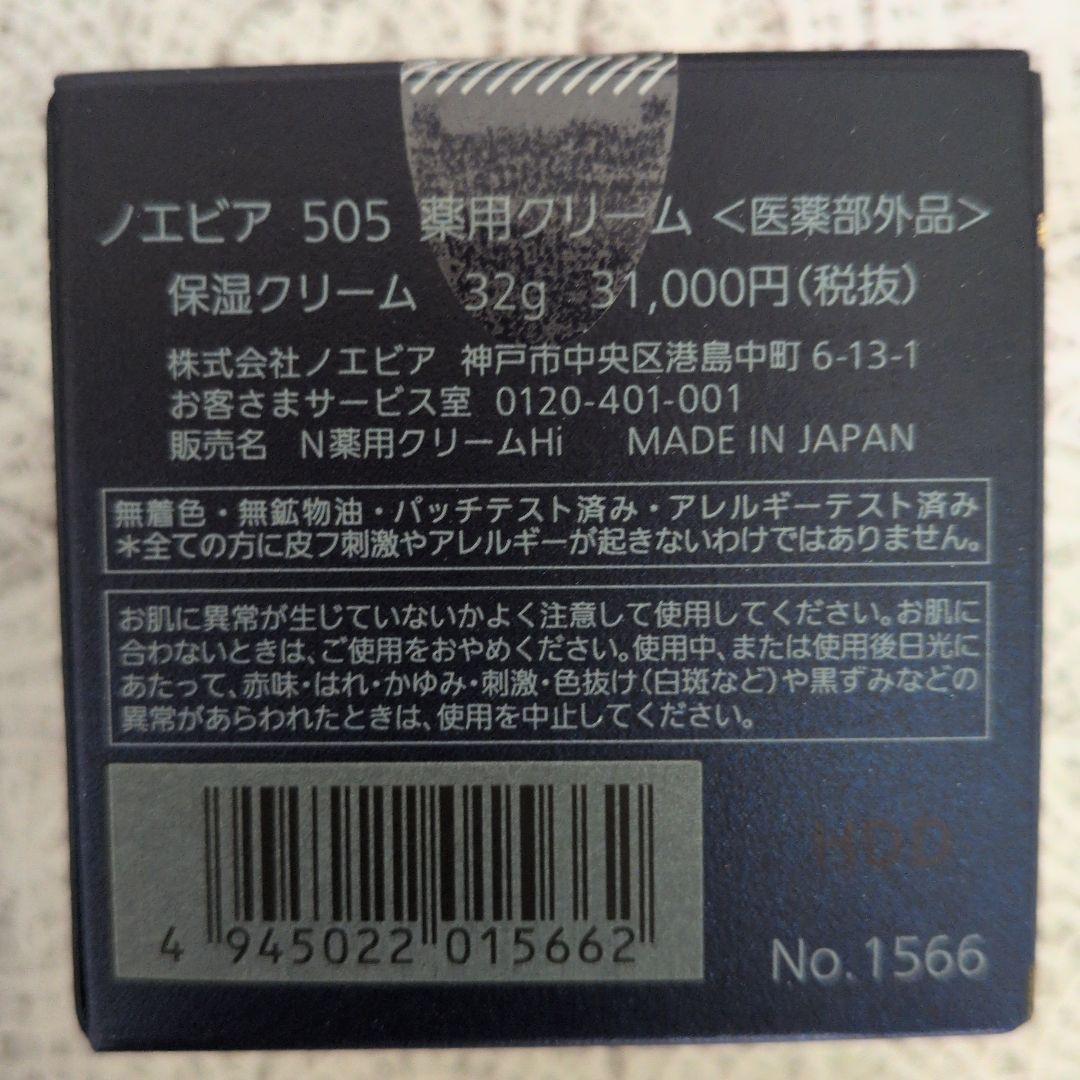 ノエビア 505 薬用クリーム <医薬部外品>
保湿クリーム 32g 31,000円(税抜)
株式会社ノエビア 神戸市中央区港島中町6-13-1
お客さまサービス室 0120-401-001
販売名 N薬用クリームHi MADE IN JAPAN
無着色・無鉱物油・パッチテスト済み・アレルギーテスト済み
*全ての方に皮フ刺激やアレルギーが起きないわけではありません。
お肌に異常が生じていないかよく注意して使用してください。お肌に
合わないときは、ご使用をおやめください。使用中、または使用後日光に
あたって、赤味・はれ・かゆみ・刺激・色抜け(白斑など)や黒ずみなどの
異常があらわれたときは、使用を中止してください。
HDD
4 945022 015662
No.1566